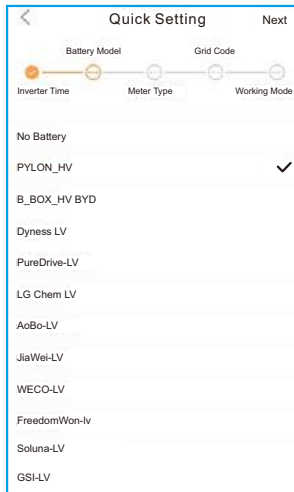 Quick Setting Next
Battery Model Grid Code
Inverter Time Meter Type Working Mode
No Battery
PYLON_HV
B_BOX_HV BYD
Dyness LV
PureDrive-LV
LG Chem LV
AoBo-LV
JiaWei-LV
WECO-LV
FreedomWon-lv
Soluna-LV
GSI-LV